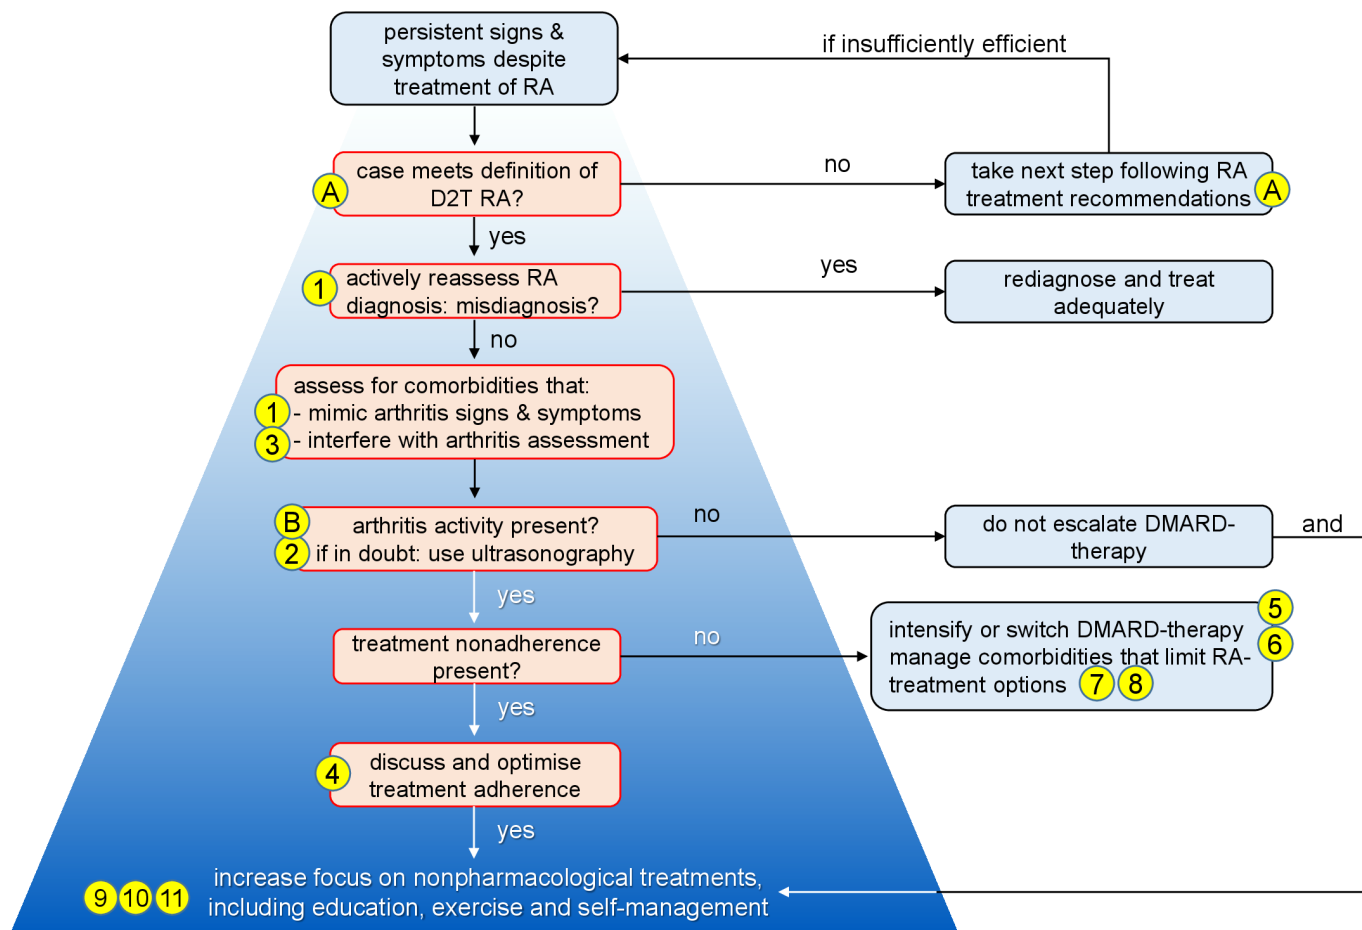 persistent signs &
symptoms despite
treatment of RA
if insufficiently efficient
A
case meets definition of
D2T RA?
no
take next step following RA
treatment recommendations
A
yes
1
actively reassess RA
diagnosis: misdiagnosis?
yes
rediagnose and treat
adequately
no
assess for comorbidities that:
1
- mimic arthritis signs & symptoms
3
- interfere with arthritis assessment
B
arthritis activity present?
2
if in doubt: use ultrasonography
no
do not escalate DMARD-
therapy
and
yes
treatment nonadherence
present?
no
5
intensify or switch DMARD-therapy
6
manage comorbidities that limit RA-
treatment options
7 8
yes
4
discuss and optimise
treatment adherence
yes
9 10 11
increase focus on nonpharmacological treatments,
including education, exercise and self-management